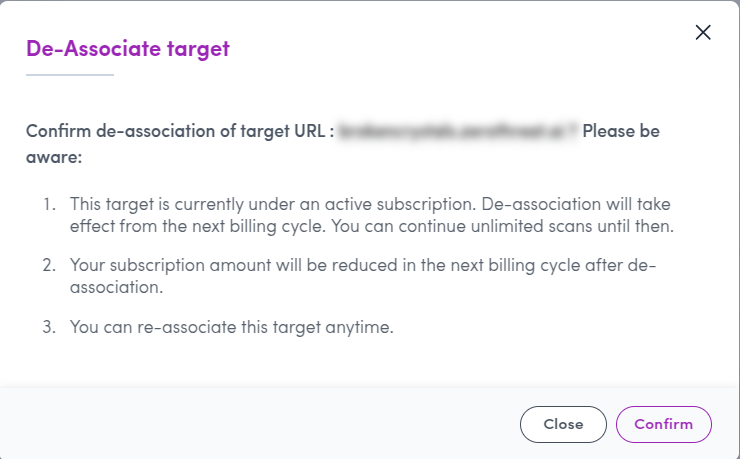 De-Associate target
Confirm de-association of target URL : Please be
aware:
1. This target is currently under an active subscription. De-association will take
effect from the next billing cycle. You can continue unlimited scans until then.
2. Your subscription amount will be reduced in the next billing cycle after de-
association.
3. You can re-associate this target anytime.
Close Confirm